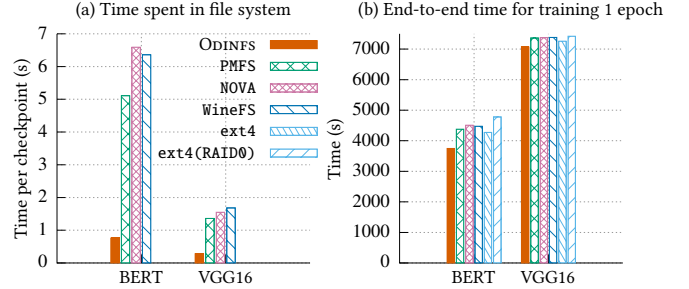 (a) Time spent in file system
Time per checkpoint (s)
7
6
5
4
3
2
1
0
ODINFS
PMFS
NOVA
WineFS
ext4
ext4(RAID0)
BERT
VGG16
(b) End-to-end time for training 1 epoch
Time (s)
7000
6000
5000
4000
3000
2000
1000
0
BERT
VGG16